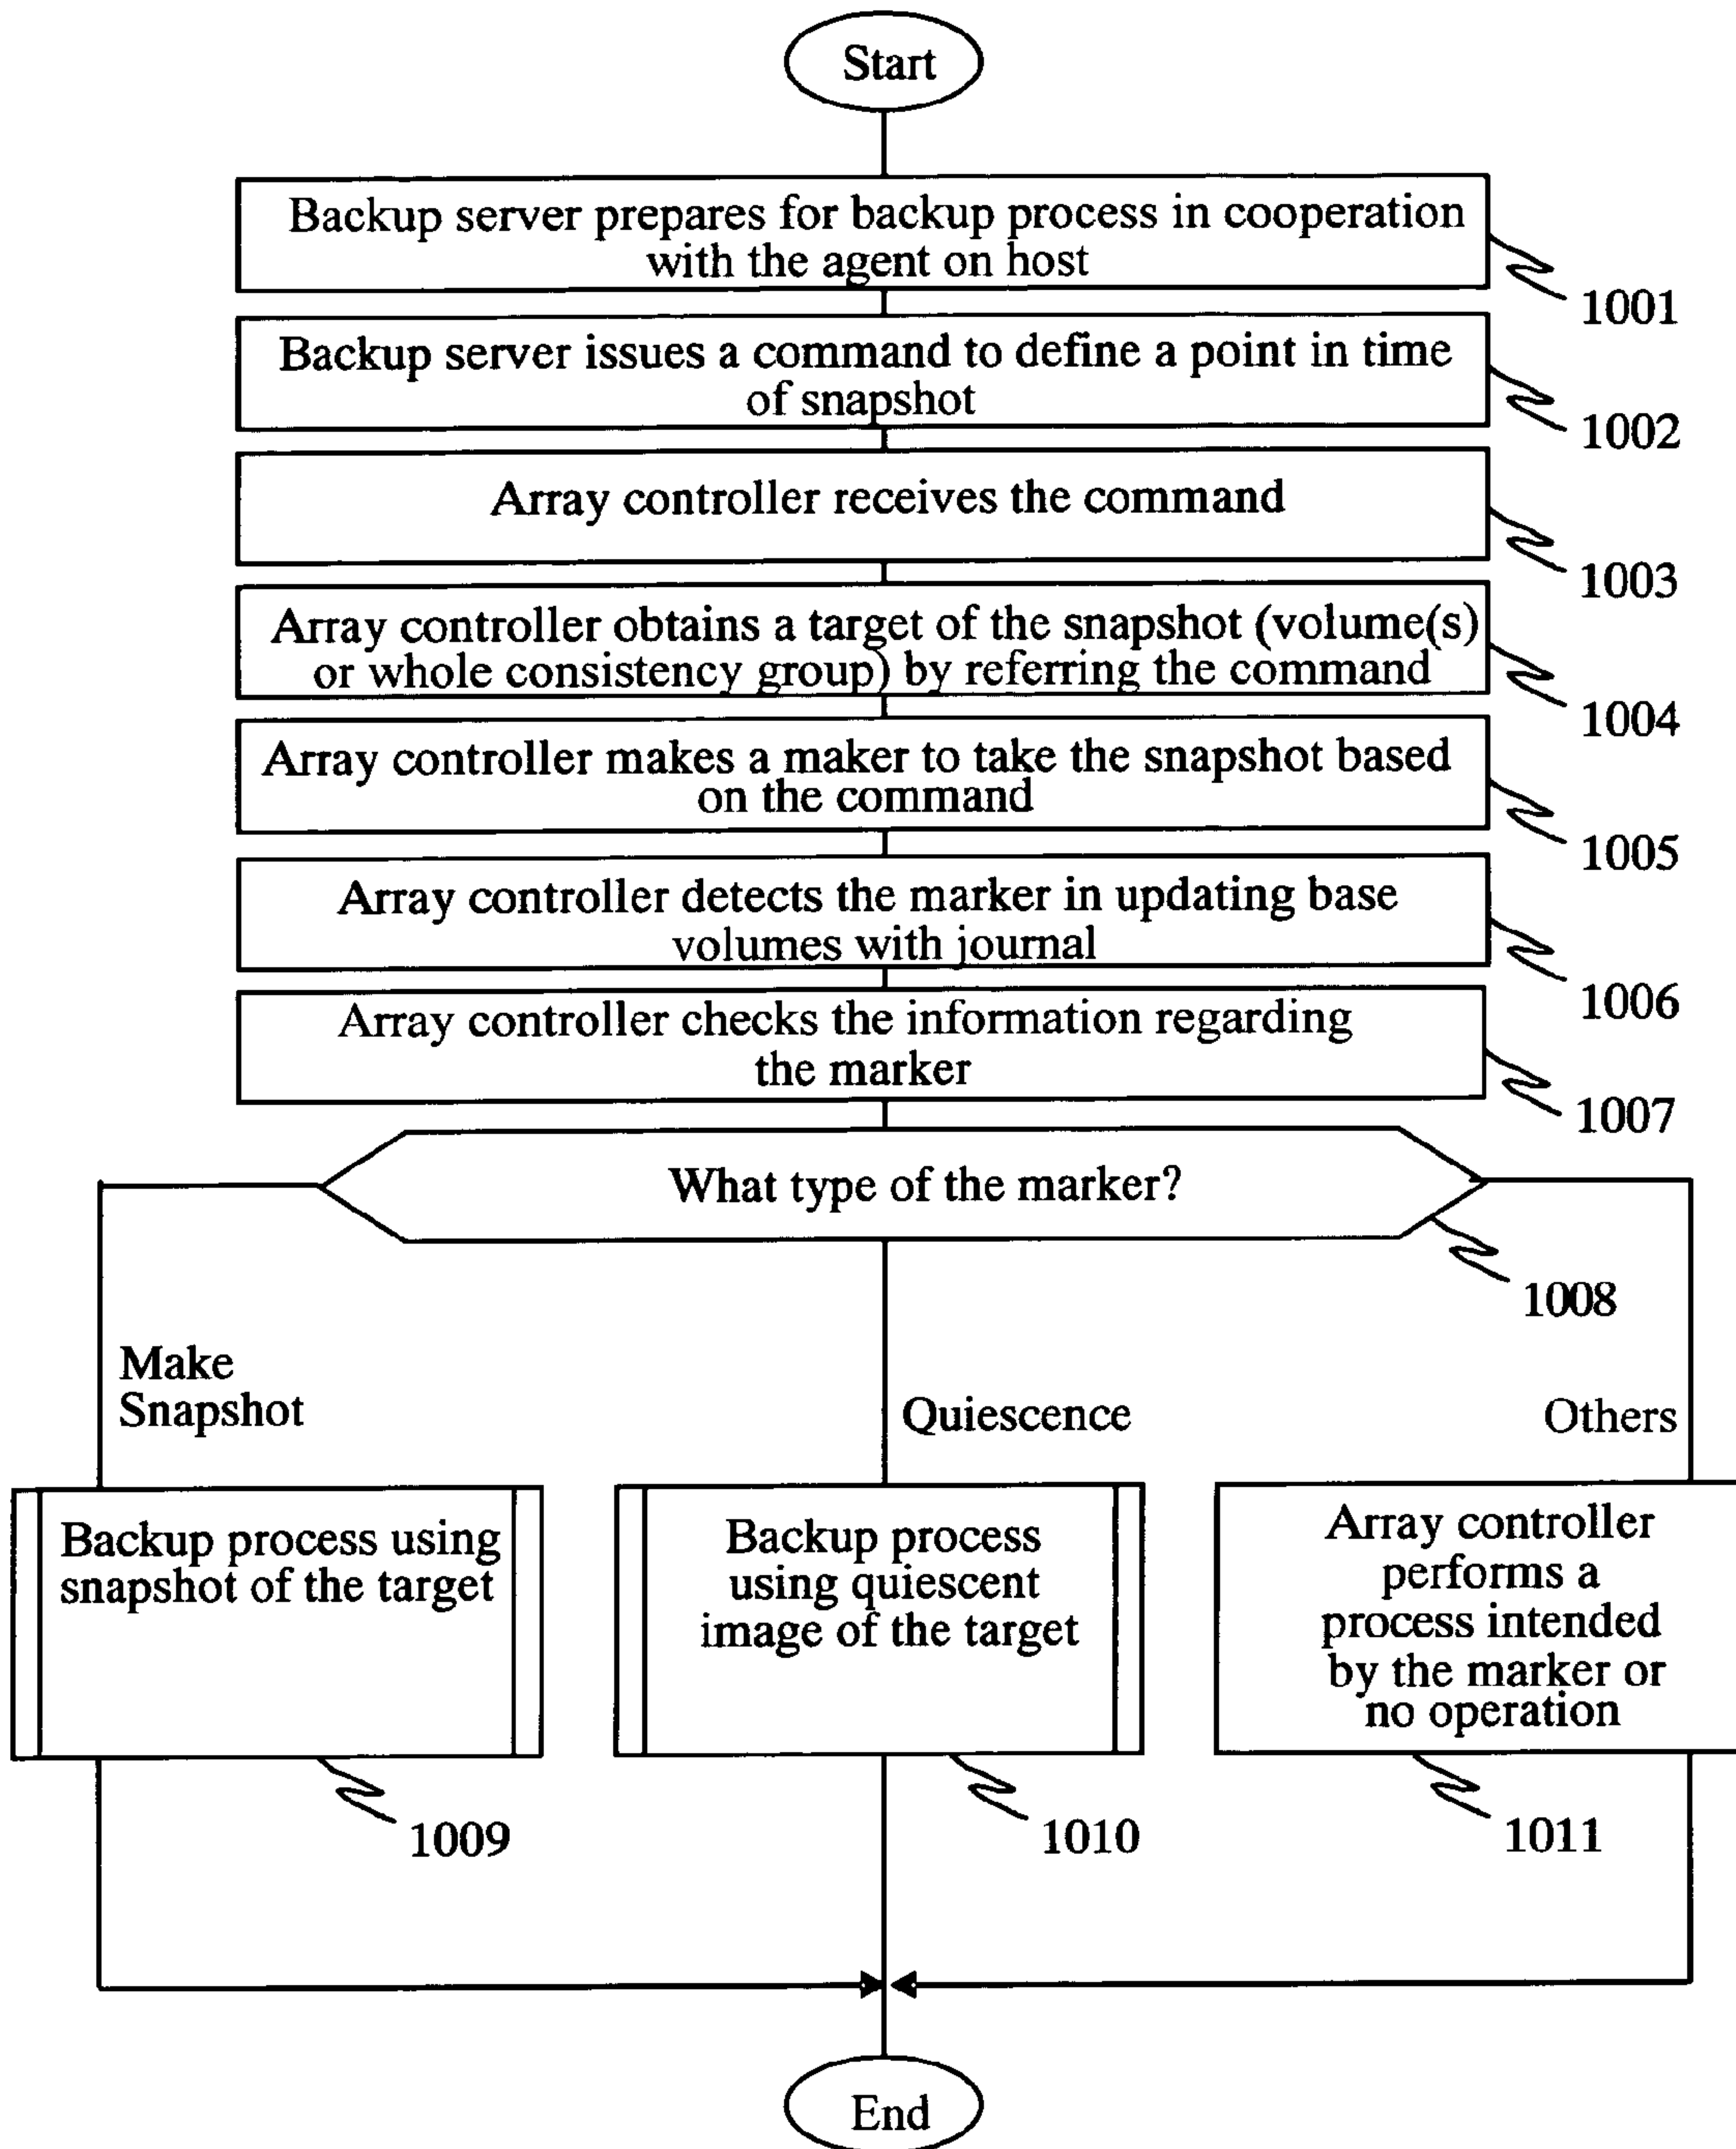 Start
Backup server prepares for backup process in cooperation
with the agent on host
1001
Backup server issues a command to define a point in time
of snapshot
1002
Array controller receives the command
1003
Array controller obtains a target of the snapshot (volume(s)
or whole consistency group) by referring the command
1004
Array controller makes a maker to take the snapshot based
on the command
1005
Array controller detects the marker in updating base
volumes with journal
1006
Array controller checks the information regarding
the marker
1007
What type of the marker?
1008
Make
Snapshot
Quiescence
Others
Backup process using
snapshot of the target
1009
Backup process
using quiescent
image of the target
1010
Array controller
performs a
process intended
by the marker or
no operation
1011
End